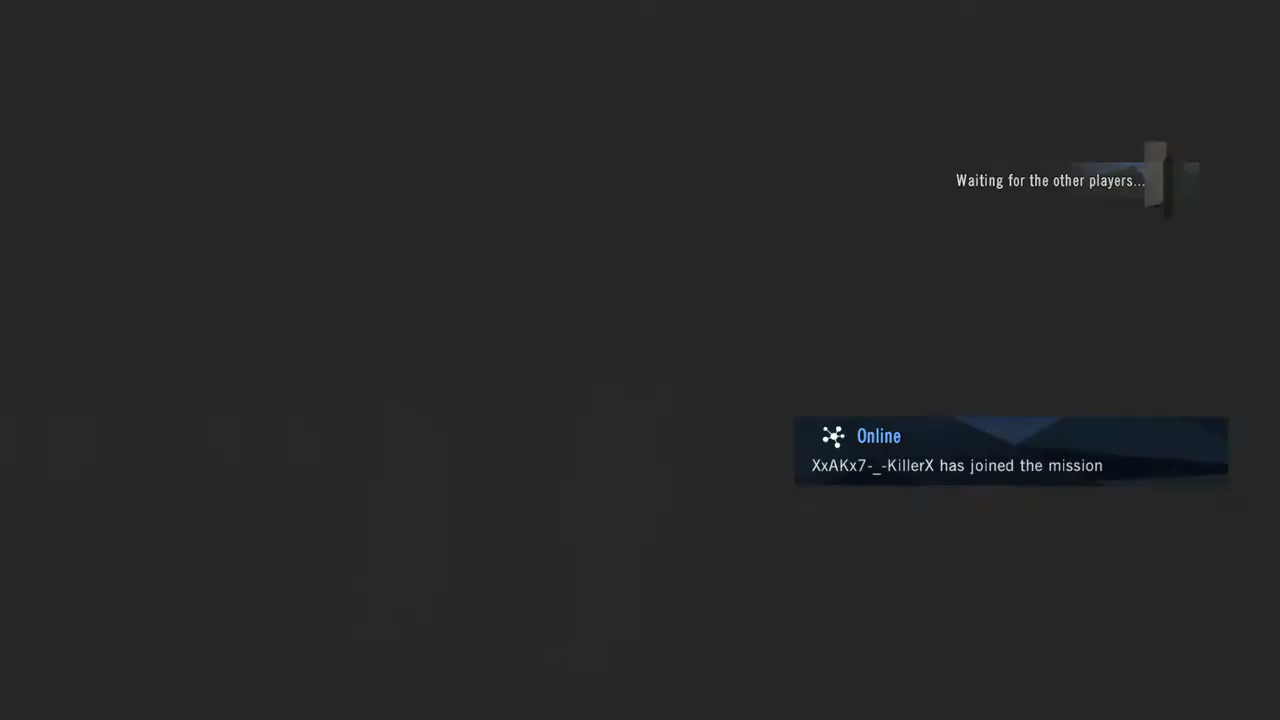 Waiting for the other players...
Online
XxAKx7-_-KillerX has joined the mission